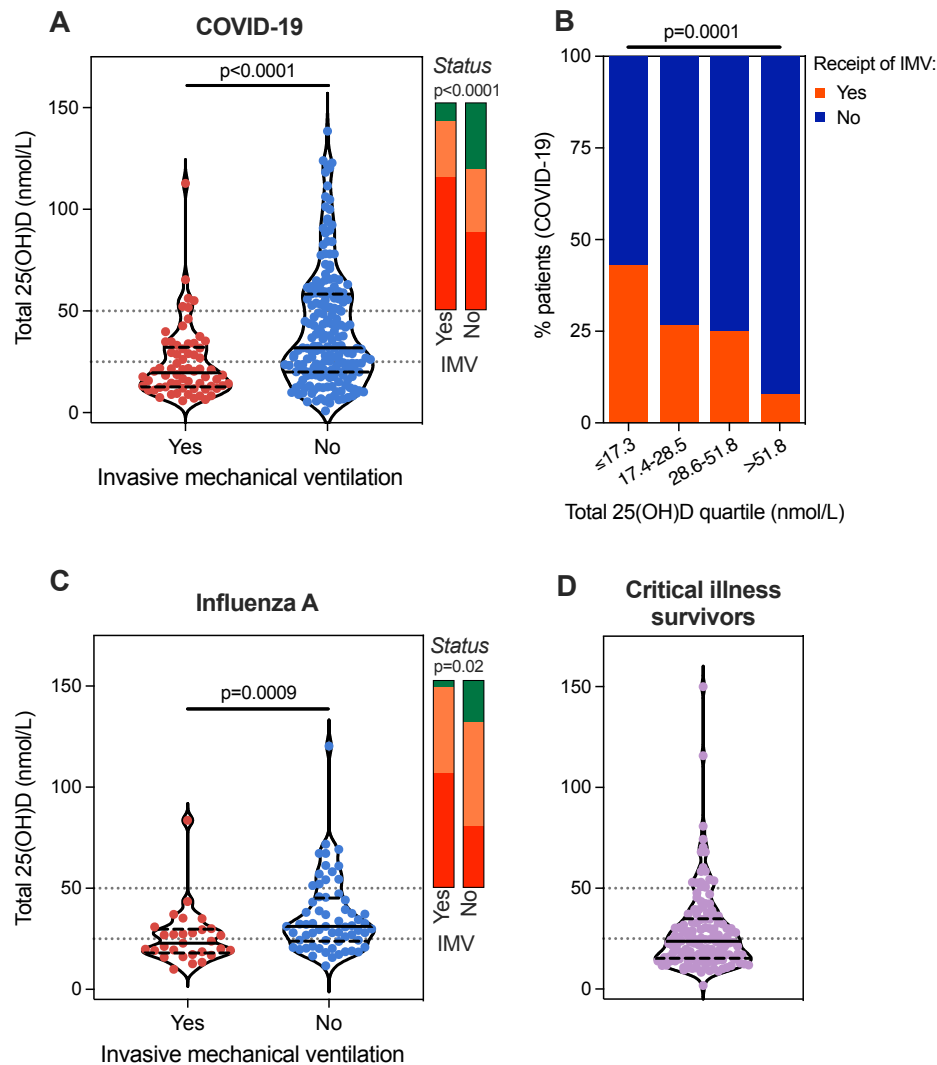 A
COVID-19
p<0.0001
Status
p<0.0001
Total 25(OH)D (nmol/L)
150
100
50
0
Yes
No
Invasive mechanical ventilation
Yes
No
IMV
B
p=0.0001
Receipt of IMV:
Yes
No
% patients (COVID-19)
100
75
50
25
0
≤17.3
17.4-28.5
28.6-51.8
>51.8
Total 25(OH)D quartile (nmol/L)
C
Influenza A
p=0.0009
Status
p=0.02
Total 25(OH)D (nmol/L)
150
100
50
0
Yes
No
Invasive mechanical ventilation
Yes
No
IMV
D
Critical illness
survivors
150
100
50
0